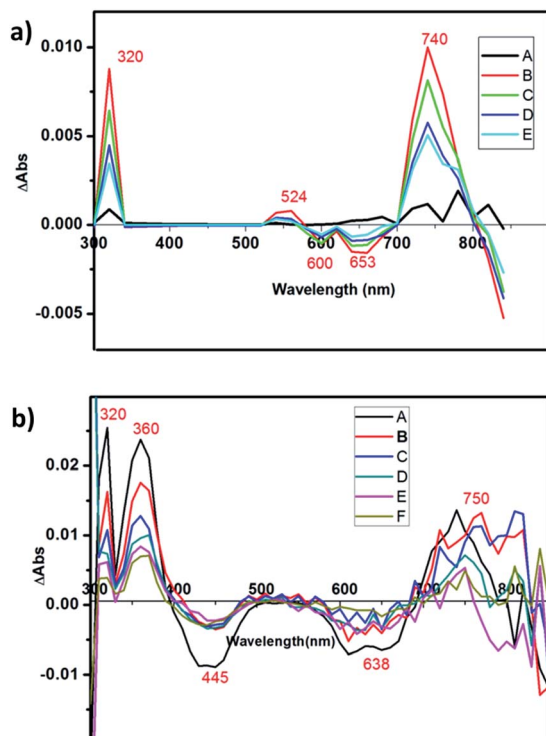 a)
0.010
0.005
0.000
-0.005
ΔAbs
320
740
524
600
653
A
B
C
D
E
300
400
500
600
700
800
Wavelength (nm)
b)
0.02
0.01
0.00
-0.01
ΔAbs
320
360
750
445
638
A
B
C
D
E
F
300
400
500
600
700
800
Wavelength(nm)